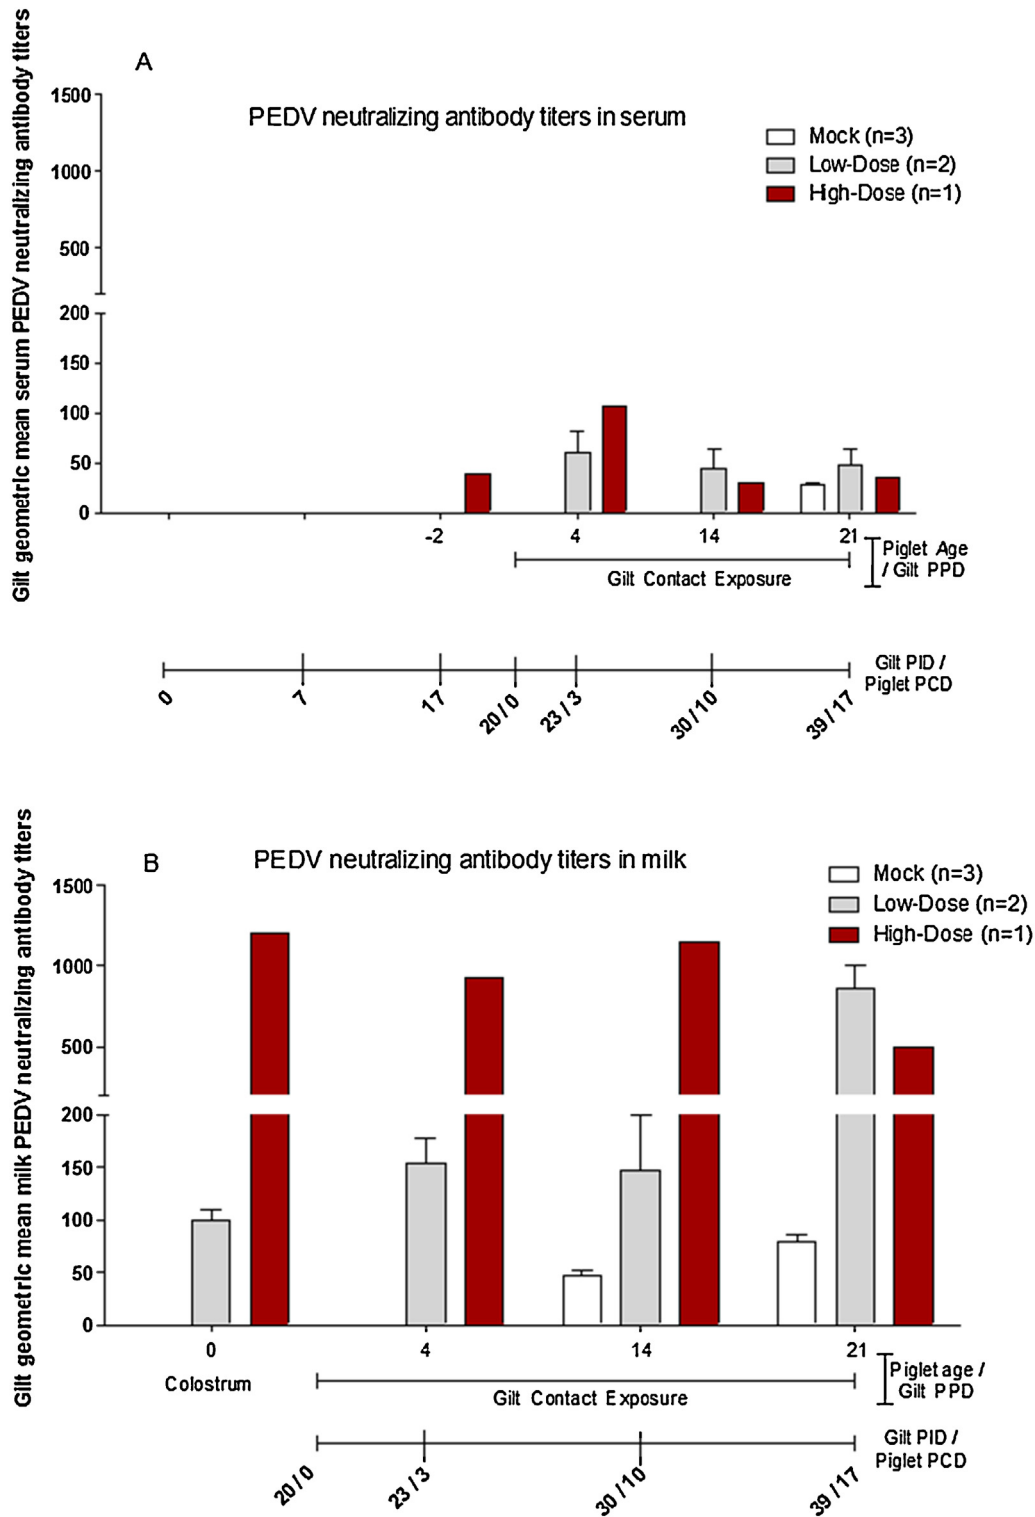 A
Gilt geometric mean serum PEDV neutralizing antibody titers
PEDV neutralizing antibody titers in serum
Mock (n=3)
Low-Dose (n=2)
High-Dose (n=1)
1500
1000
500
200
150
100
50
0
-2
4
14
21
Piglet Age
/ Gilt PPD
Gilt Contact Exposure
Gilt PID /
Piglet PCD
0
7
17
20 / 0
23 / 3
30 / 10
39 / 17
B
Gilt geometric mean milk PEDV neutralizing antibody titers
PEDV neutralizing antibody titers in milk
Mock (n=3)
Low-Dose (n=2)
High-Dose (n=1)
1500
1000
500
200
150
100
50
0
0
4
14
21
Colostrum
Piglet age /
Gilt PPD
Gilt Contact Exposure
Gilt PID /
Piglet PCD
20 / 0
23 / 3
30 / 10
39 / 17